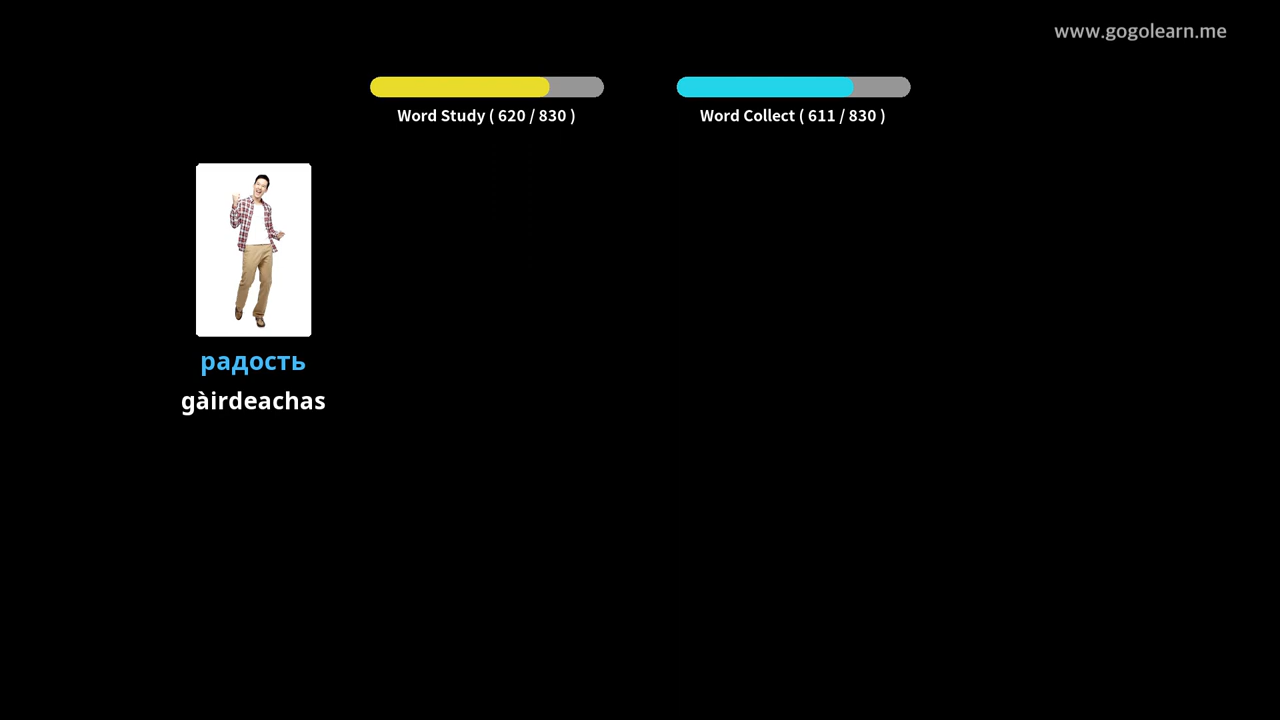 www.gogolearn.me
Word Study ( 620 / 830 )
Word Collect ( 611 / 830 )
радость
gàirdeachas